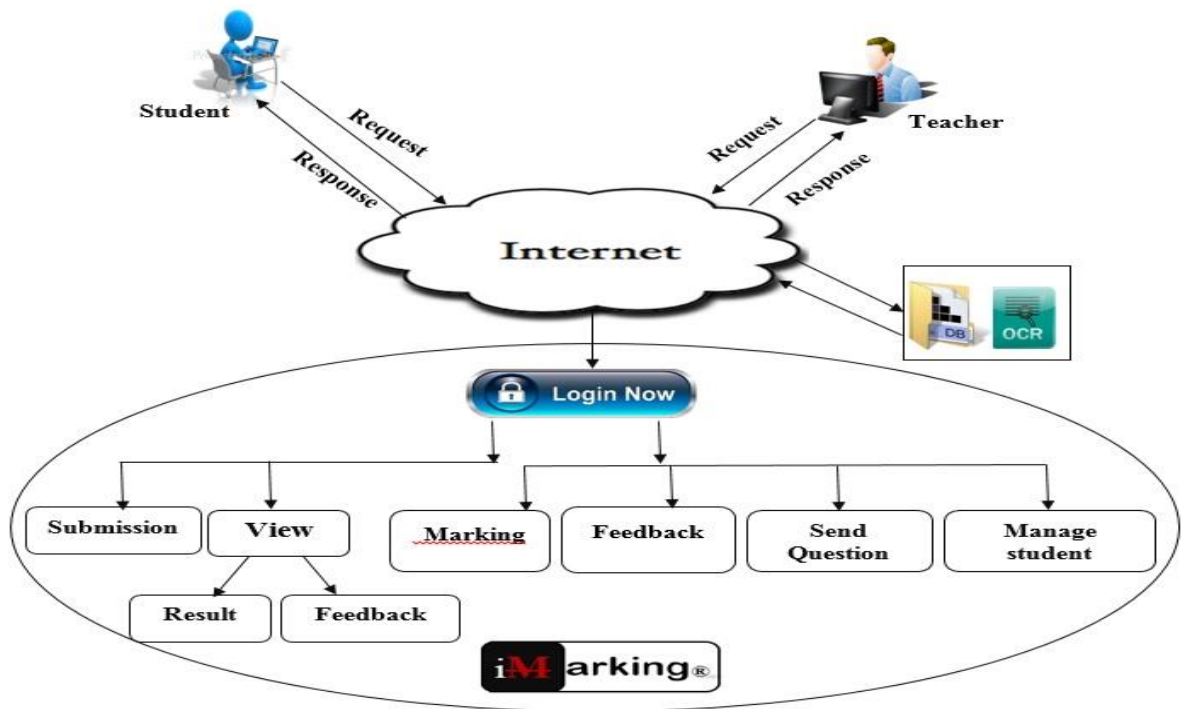 Student
Teacher
Request
Response
Request
Response
Internet
DB
OCR
Login Now
Submission
View
Marking
Feedback
Send
Question
Manage
student
Result
Feedback
iMarking®